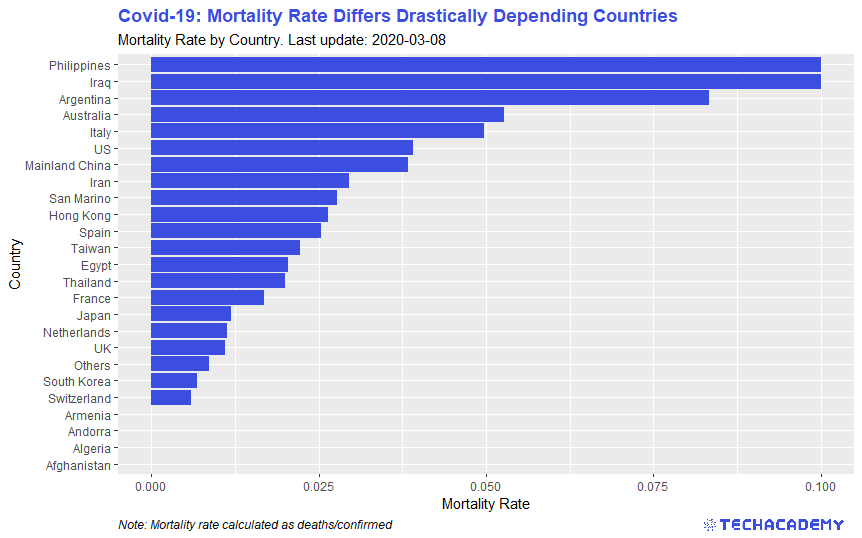 Covid-19: Mortality Rate Differs Drastically Depending Countries
Mortality Rate by Country. Last update: 2020-03-08
Country
Philippines
Iraq
Argentina
Australia
Italy
US
Mainland China
Iran
San Marino
Hong Kong
Spain
Taiwan
Egypt
Thailand
France
Japan
Netherlands
UK
Others
South Korea
Switzerland
Armenia
Andorra
Algeria
Afghanistan
0.000 0.025 0.050 0.075 0.100
Mortality Rate
Note: Mortality rate calculated as deaths/confirmed
TECHACADEMY